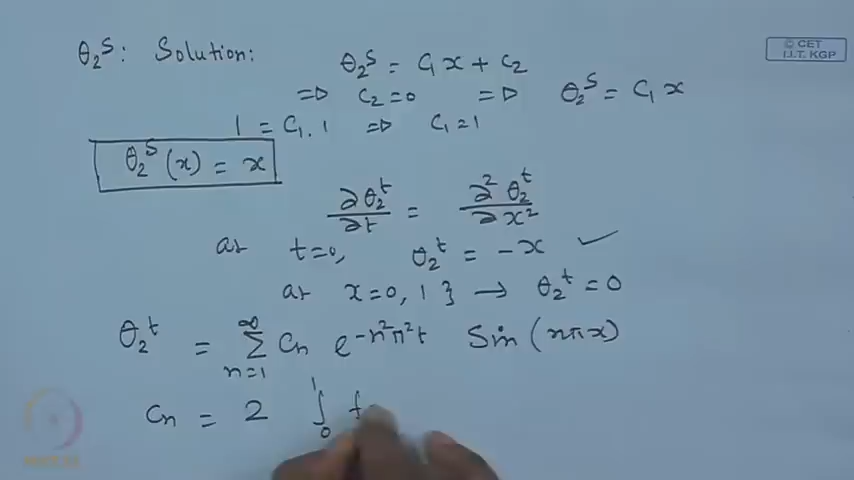 θ₂ˢ: Solution:
© CET
I.I.T. KGP
θ₂ˢ = C₁x + C₂
⇒ C₂=0 ⇒ θ₂ˢ = C₁x
1 = C₁.1 ⇒ C₁=1
θ₂ˢ(x) = x
∂θ₂ᵗ/∂t = ∂²θ₂ᵗ/∂x²
at t=0, θ₂ᵗ = -x ✓
at x=0, 1 } → θ₂ᵗ=0
θ₂ᵗ = ∑_{n=1}^{∞} Cn e^{-n²π²t} Sin(nπx)
Cn = 2 ∫₀¹ f